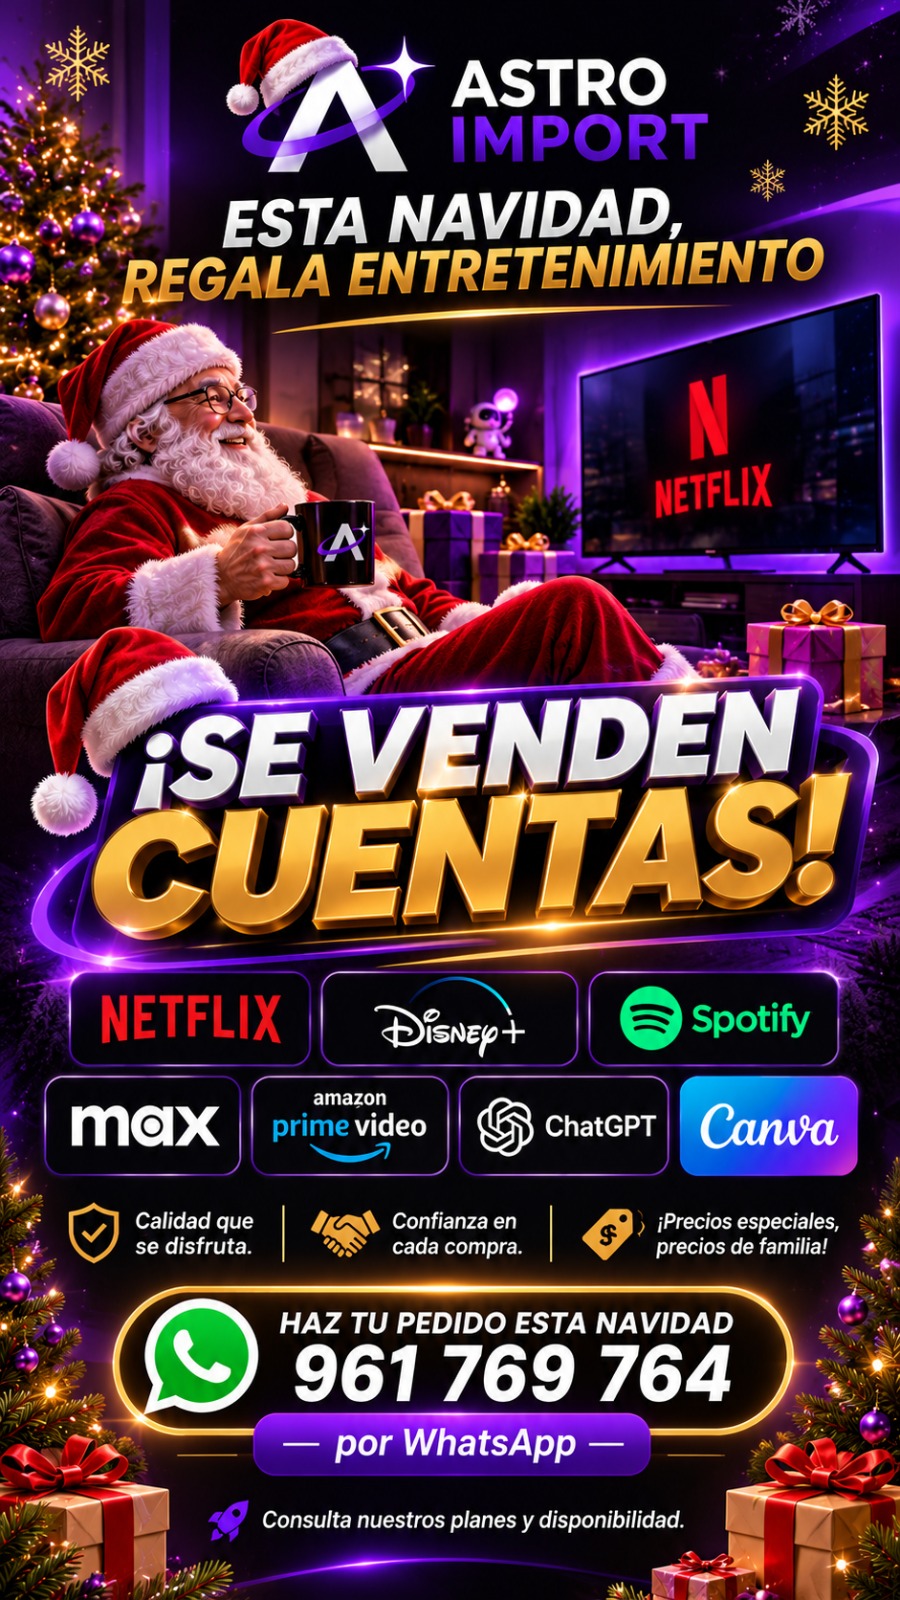 ASTRO
IMPORT
ESTA NAVIDAD,
REGALA ENTRETENIMIENTO
N
NETFLIX
¡SE VENDEN
CUENTAS!
NETFLIX
Disney+
Spotify
max
amazon
prime video
ChatGPT
Canva
Calidad que
se disfruta.
Confianza en
cada compra.
¡Precios especiales,
precios de familia!
HAZ TU PEDIDO ESTA NAVIDAD
961 769 764
— por WhatsApp —
Consulta nuestros planes y disponibilidad.